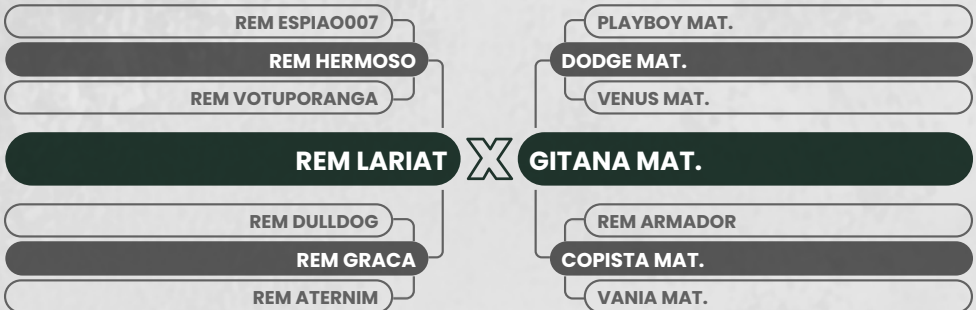 REM ESPIAO007
PLAYBOY MAT.
REM HERMOSO
DODGE MAT.
REM VOTUPORANGA
VENUS MAT.
REM LARIAT X GITANA MAT.
REM DULLDOG
REM ARMADOR
REM GRACA
COPISTA MAT.
REM ATERNIM
VANIA MAT.